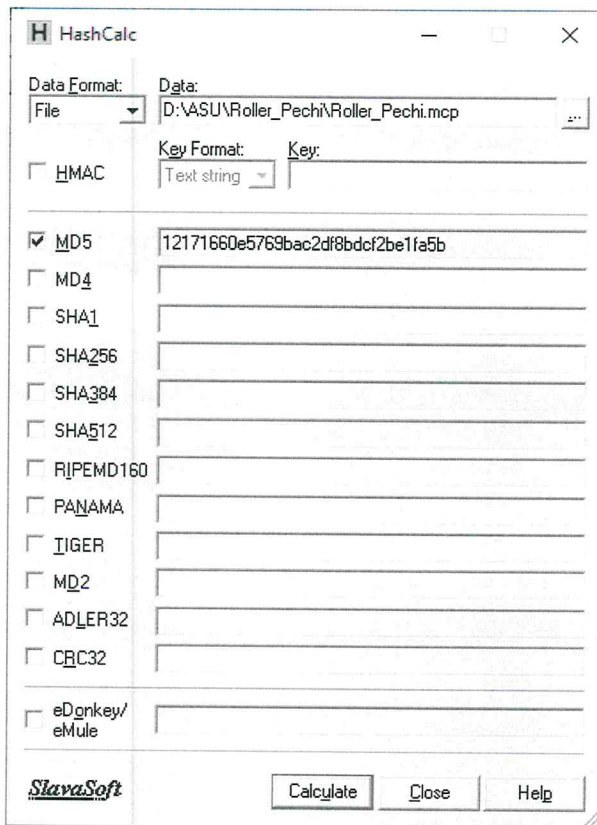 H HashCalc
Data Format:
Data:
File
D:\ASU\Roller_Pechi\Roller_Pechi.mcp
...
HMAC
Key Format:
Key:
Text string
MD5
12171660e5769bac2df8bdcf2be1fa5b
MD4
SHA1
SHA256
SHA384
SHA512
RIPEMD160
PANAMA
TIGER
MD2
ADLER32
CRC32
eDonkey/
eMule
SlavaSoft
Calculate
Close
Help